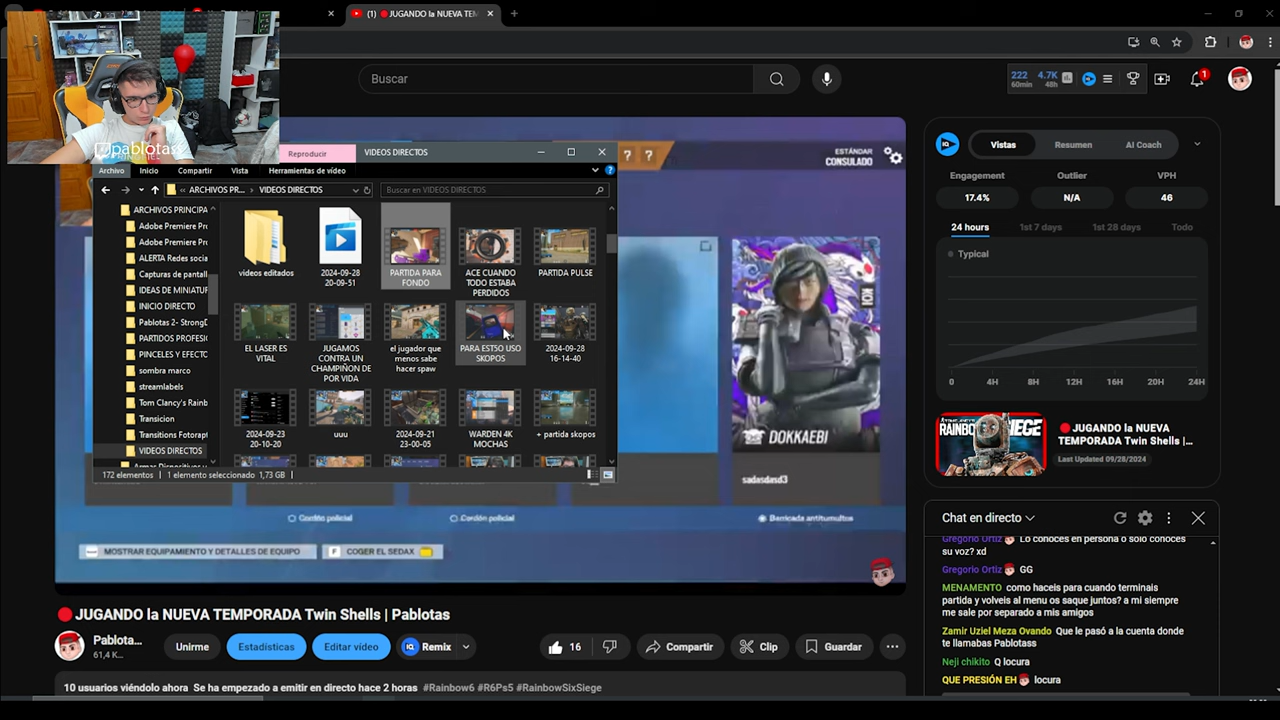 (1) 🔴JUGANDO la NUEVA TEM
Buscar
222
60min
4.7K
48h
1
pablotas_
Reproducir
VIDEOS DIRECTOS
Archivo
Inicio
Compartir
Vista
Herramientas de vídeo
ARCHIVOS PR...
VIDEOS DIRECTOS
Buscar en VIDEOS DIRECTOS
ARCHIVOS PRINCIPA
Adobe Premiere Pr
Adobe Premiere Pr
ALERTA Redes socia
Capturas de pantall
IDEAS DE MINIATUR
INICIO DIRECTO
Pablotas 2- StrongD
PARTIDOS PROFESIO
PINCELES Y EFECTO
sombra marco
streamlabels
Tom Clancy's Rainb
Transicion
Transitions Fotorapt
VIDEOS DIRECTOS
videos editados
2024-09-28
20-09-51
PARTIDA PARA
FONDO
ACE CUANDO
TODO ESTABA
PERDIDOS
PARTIDA PULSE
EL LASER ES
VITAL
JUGAMOS
CONTRA UN
CHAMPIÑON DE
POR VIDA
el jugador que
menos sabe
hacer spaw
PARA ESTSO USO
SKOPOS
2024-09-28
16-14-40
2024-09-23
20-10-20
uuu
2024-09-21
23-00-05
WARDEN 4K
MOCHAS
+ partida skopos
172 elementos
1 elemento seleccionado 1,73 GB
? ?
ESTÁNDAR
CONSULADO
DOKKAEBI
sadasdasd3
Cordón policial
Cordón policial
Barricada antitumultos
MOSTRAR EQUIPAMIENTO Y DETALLES DE EQUIPO
F COGER EL SEDAX
🔴JUGANDO la NUEVA TEMPORADA Twin Shells | Pablotas
Pablota...
61,4 K...
Unirme
Estadísticas
Editar vídeo
IQ Remix
16
Compartir
Clip
Guardar
10 usuarios viéndolo ahora Se ha empezado a emitir en directo hace 2 horas #Rainbow6 #R6Ps5 #RainbowSixSiege
IQ
Vistas
Resumen
AI Coach
Engagement
Outlier
VPH
17.4%
N/A
46
24 hours
1st 7 days
1st 28 days
Todo
Typical
0 4H 8H 12H 16H 20H 24H
🔴JUGANDO la NUEVA
TEMPORADA Twin Shells |...
Last Updated 09/28/2024
Chat en directo
Gregorio Ortiz Lo conoces en persona o solo conoces
su voz? xd
Gregorio Ortiz GG
MENAMENTO como haceis para cuando terminais
partida y volveis al menu os saque juntos? a mi siempre
me sale por separado a mis amigos
Zamir Uziel Meza Ovando Que le pasó a la cuenta donde
te llamabas Pablotass
Neji chikito Q locura
QUE PRESIÓN EH locura